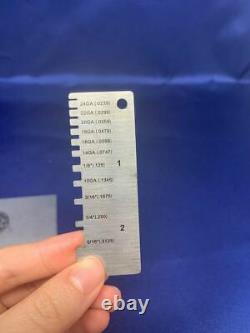 24GA (.0239)
22GA (.0299)
20GA (.0359)
18GA (.0478)
16GA (.0598)
14GA (.0747)
1/8"(.125)
1
10GA (.1345)
3/16"(.1875)
1/4"(.250)
2
5/16"(.3125)